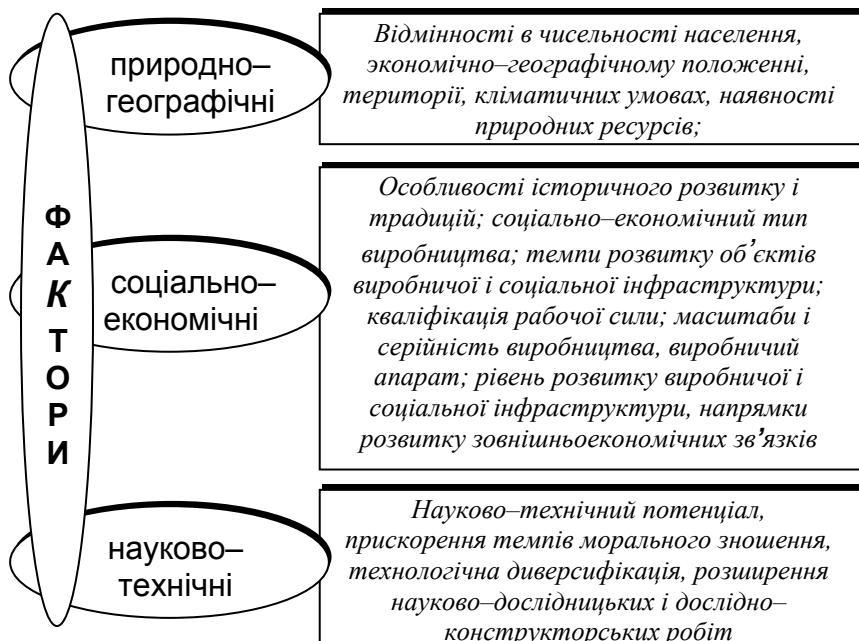 ФАКТОРИ
природно–
географічні
Відмінності в чисельності населення,
экономічно–географічному положенні,
території, кліматичних умовах, наявності
природних ресурсів;
соціально–
економічні
Особливості історичного розвитку і
традицій; соціально–економічний тип
виробництва; темпи розвитку об’єктів
виробничої і соціальної інфраструктури;
кваліфікація рабочої сили; масштаби і
серійність виробництва, виробничий
апарат; рівень розвитку виробничої і
соціальної інфраструктури, напрямки
розвитку зовнішньоекономічних зв’язків
науково–
технічні
Науково–технічний потенціал,
прискорення темпів морального зношення,
технологічна диверсифікація, розширення
науково–дослідницьких і дослідно–
конструкторських робіт